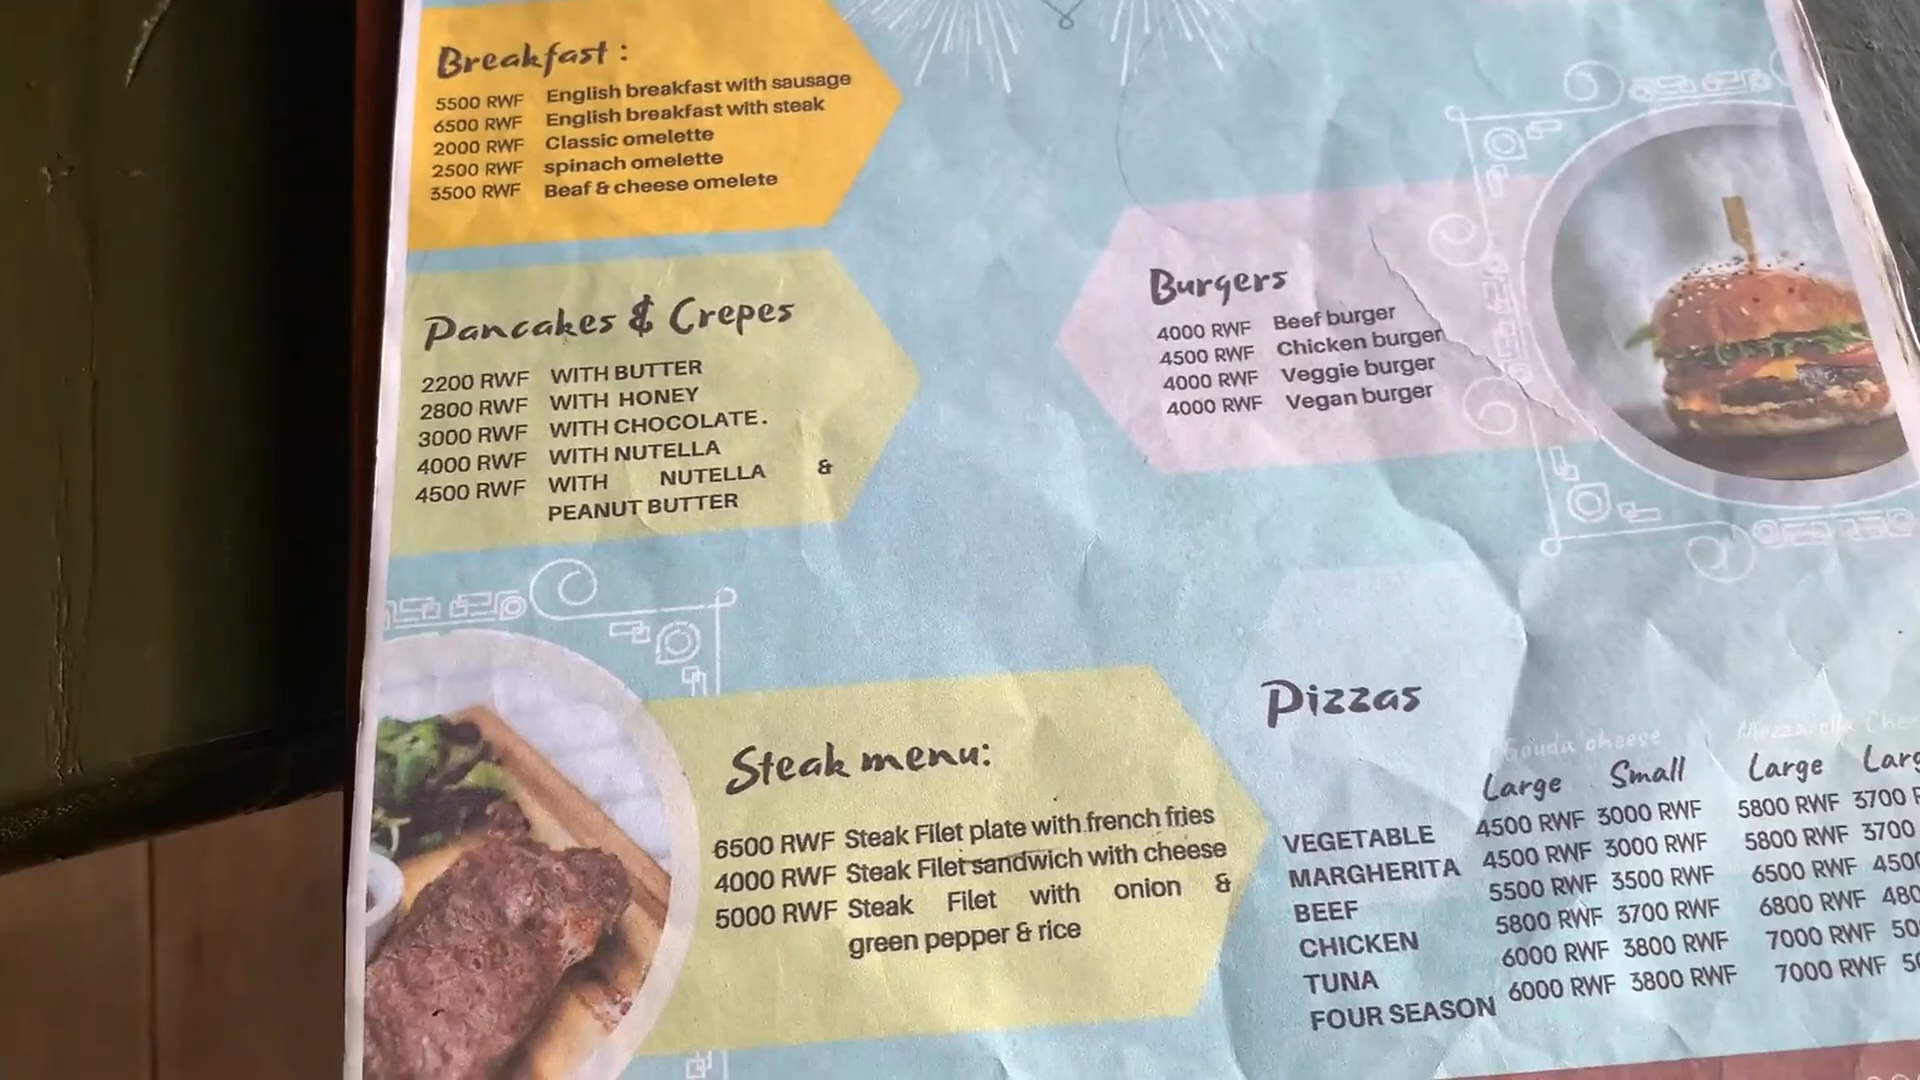 Breakfast :
5500 RWF English breakfast with sausage
6500 RWF English breakfast with steak
2000 RWF Classic omelette
2500 RWF spinach omelette
3500 RWF Beaf & cheese omelete
Pancakes & Crepes
2200 RWF WITH BUTTER
2800 RWF WITH HONEY
3000 RWF WITH CHOCOLATE.
4000 RWF WITH NUTELLA
4500 RWF WITH NUTELLA &
PEANUT BUTTER
Burgers
4000 RWF Beef burger
4500 RWF Chicken burger
4000 RWF Veggie burger
4000 RWF Vegan burger
Steak menu:
6500 RWF Steak Filet plate with french fries
4000 RWF Steak Filet sandwich with cheese
5000 RWF Steak Filet with onion &
green pepper & rice
Pizzas
Gouda cheese Mozzarella
Large Small Large
VEGETABLE 4500 RWF 3000 RWF 5800 RWF 3700
MARGHERITA 4500 RWF 3000 RWF 5800 RWF 3700
BEEF 5500 RWF 3500 RWF 6500 RWF 4500
CHICKEN 5800 RWF 3700 RWF 6800 RWF
TUNA 6000 RWF 3800 RWF 7000 RWF
FOUR SEASON 6000 RWF 3800 RWF 7000 RWF